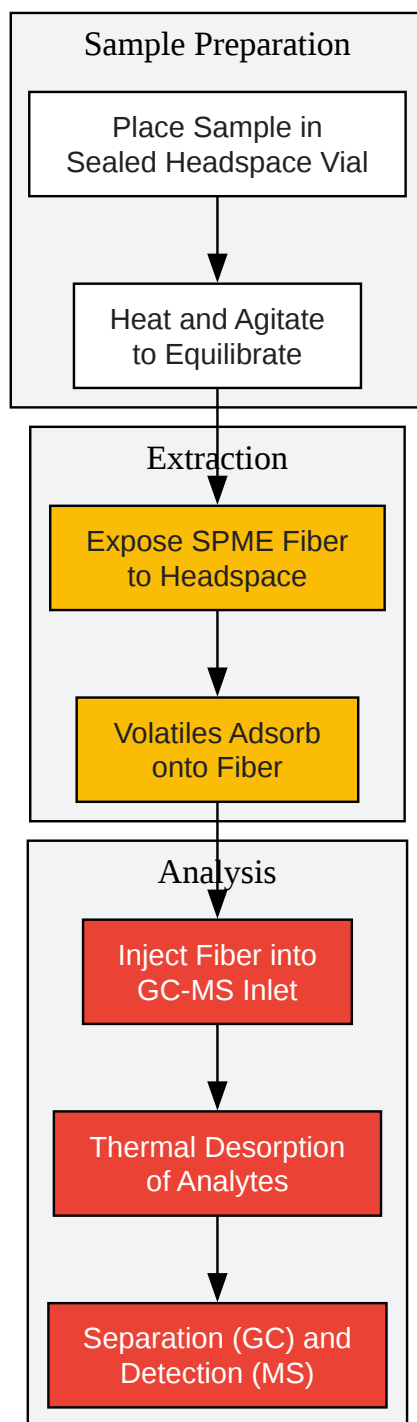 Sample Preparation
Place Sample in
Sealed Headspace Vial
Heat and Agitate
to Equilibrate
Extraction
Expose SPME Fiber
to Headspace
Volatiles Adsorb
onto Fiber
Analysis
Inject Fiber into
GC-MS Inlet
Thermal Desorption
of Analytes
Separation (GC) and
Detection (MS)